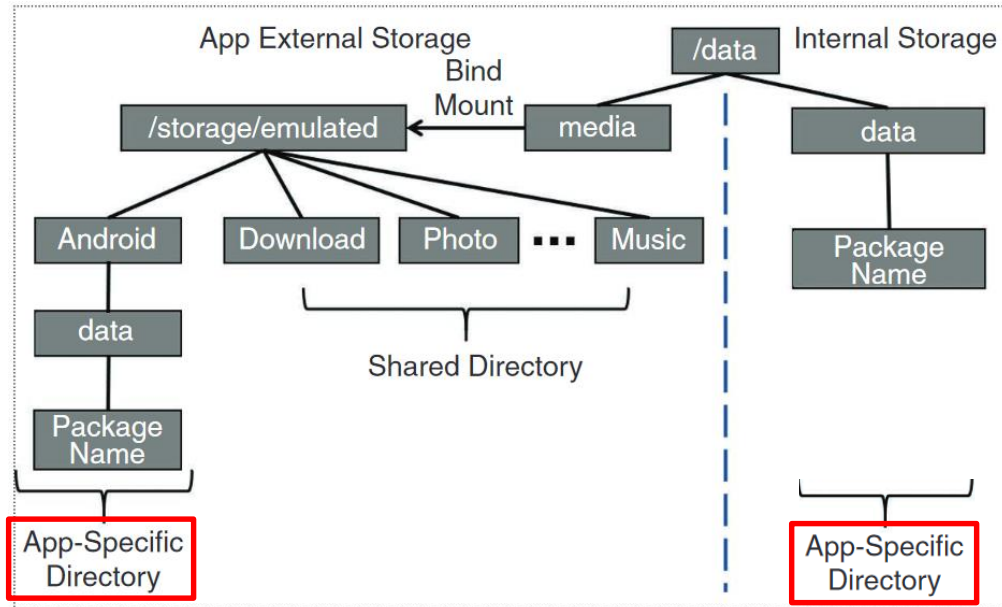 App External Storage
/data
Internal Storage
Bind
Mount
/storage/emulated
media
data
Android
Download
Photo
...
Music
Package
Name
data
Shared Directory
Package
Name
App-Specific
Directory
App-Specific
Directory